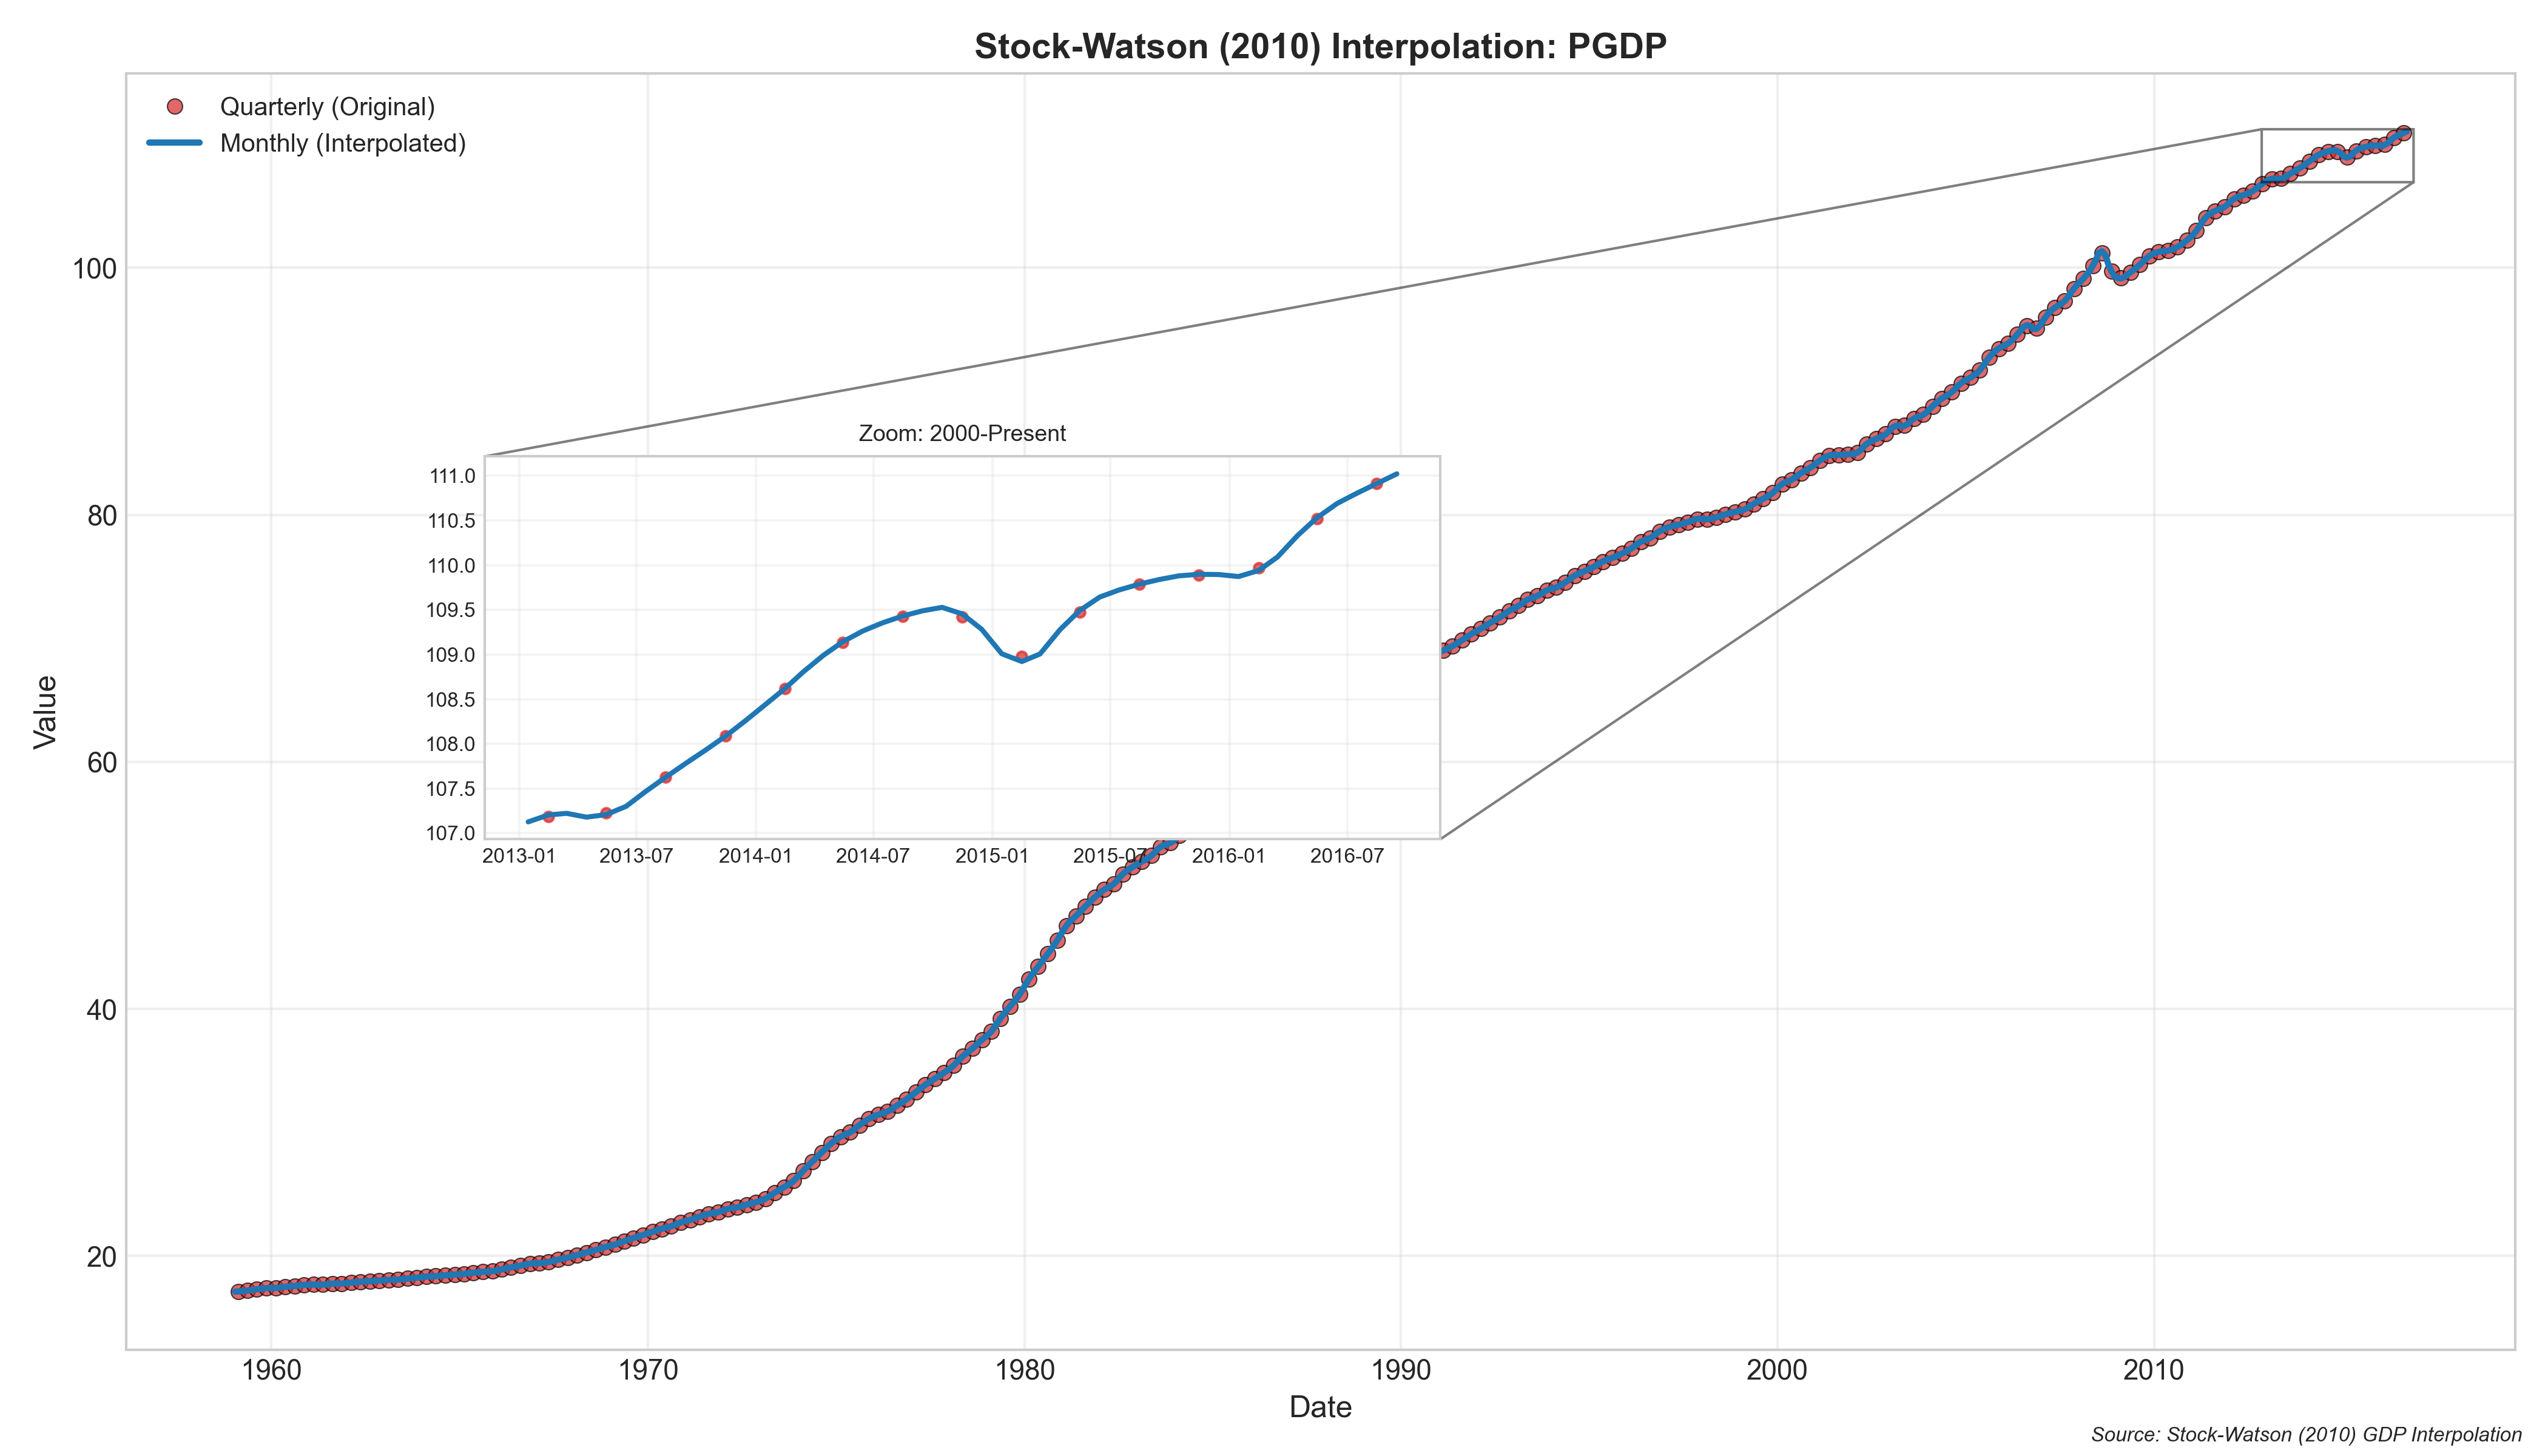 Stock-Watson (2010) Interpolation: PGDP
Quarterly (Original)
Monthly (Interpolated)
100
80
60
40
20
Value
Zoom: 2000-Present
111.0
110.5
110.0
109.5
109.0
108.5
108.0
107.5
107.0
2013-01 2013-07 2014-01 2014-07 2015-01 2015-07 2016-01 2016-07
1960 1970 1980 1990 2000 2010
Date
Source: Stock-Watson (2010) GDP Interpolation